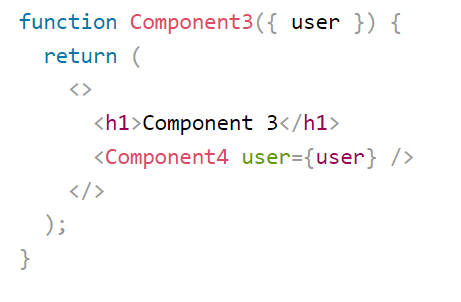 function Component3({ user }) {
  return (
    <>
      <h1>Component 3</h1>
      <Component4 user={user} />
    </>
  );
}